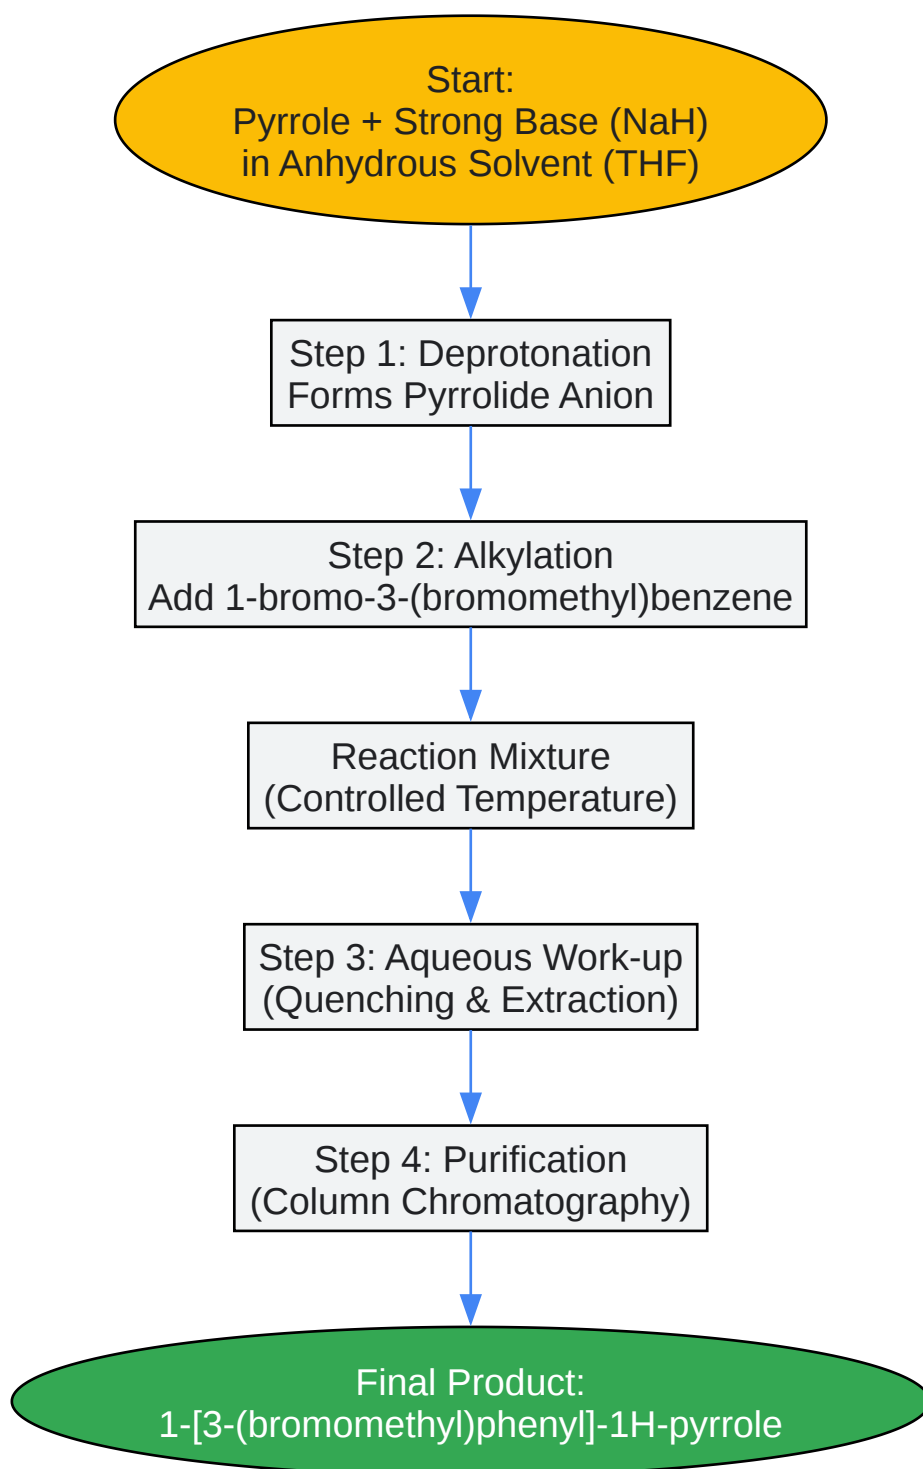 Start:
Pyrrole + Strong Base (NaH)
in Anhydrous Solvent (THF)
Step 1: Deprotonation
Forms Pyrrolide Anion
Step 2: Alkylation
Add 1-bromo-3-(bromomethyl)benzene
Reaction Mixture
(Controlled Temperature)
Step 3: Aqueous Work-up
(Quenching & Extraction)
Step 4: Purification
(Column Chromatography)
Final Product:
1-[3-(bromomethyl)phenyl]-1H-pyrrole